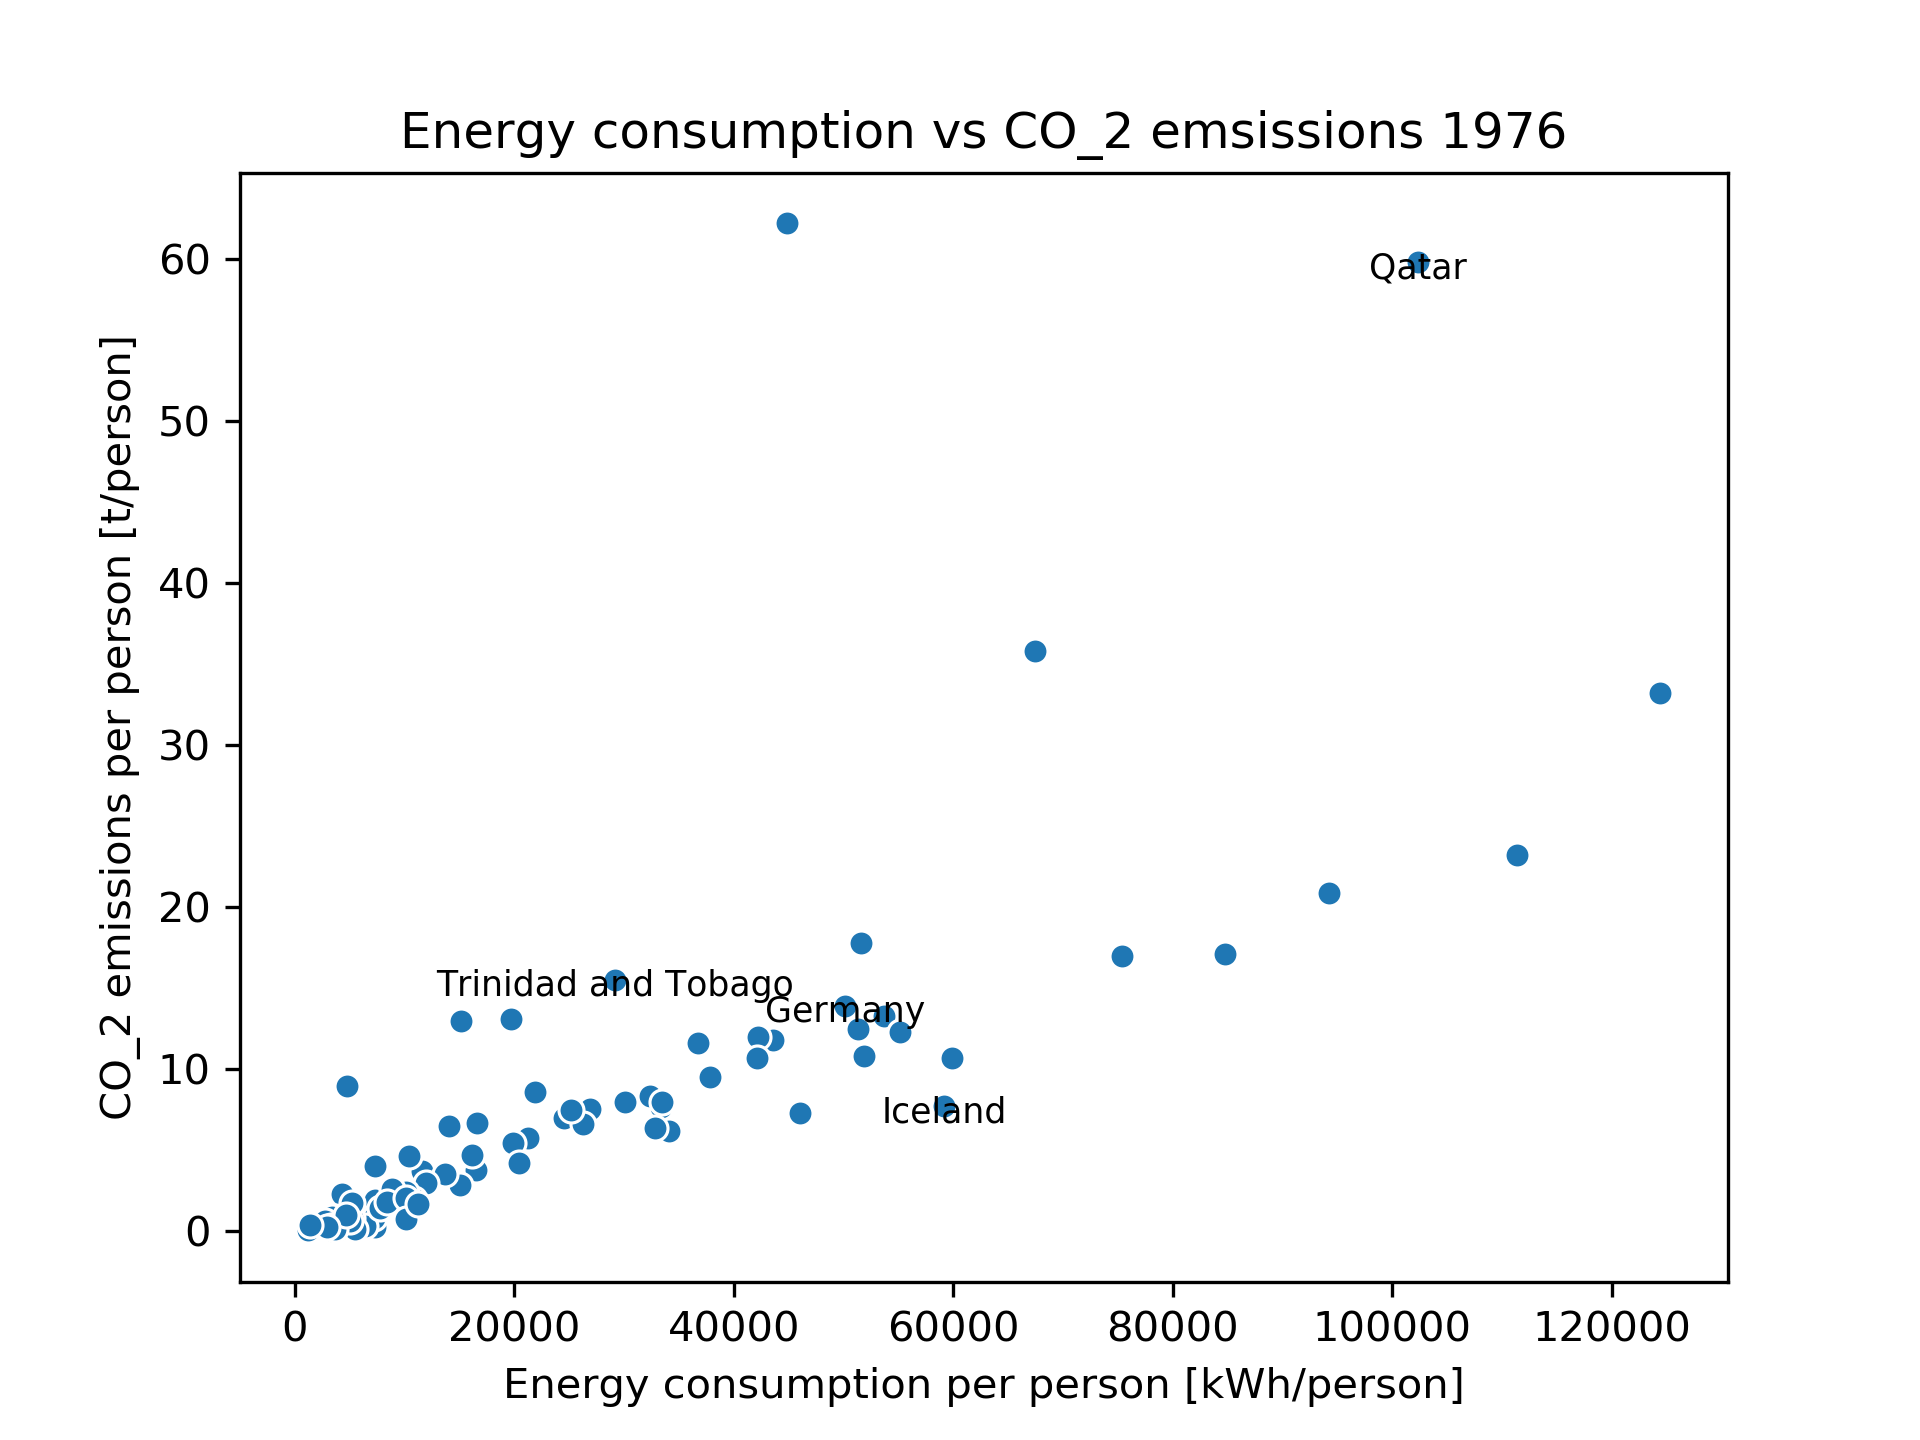 Energy consumption vs CO_2 emsissions 1976
CO_2 emissions per person [t/person]
60
50
40
30
20
10
0
Qatar
Trinidad and Tobago
Germany
Iceland
0 20000 40000 60000 80000 100000 120000
Energy consumption per person [kWh/person]